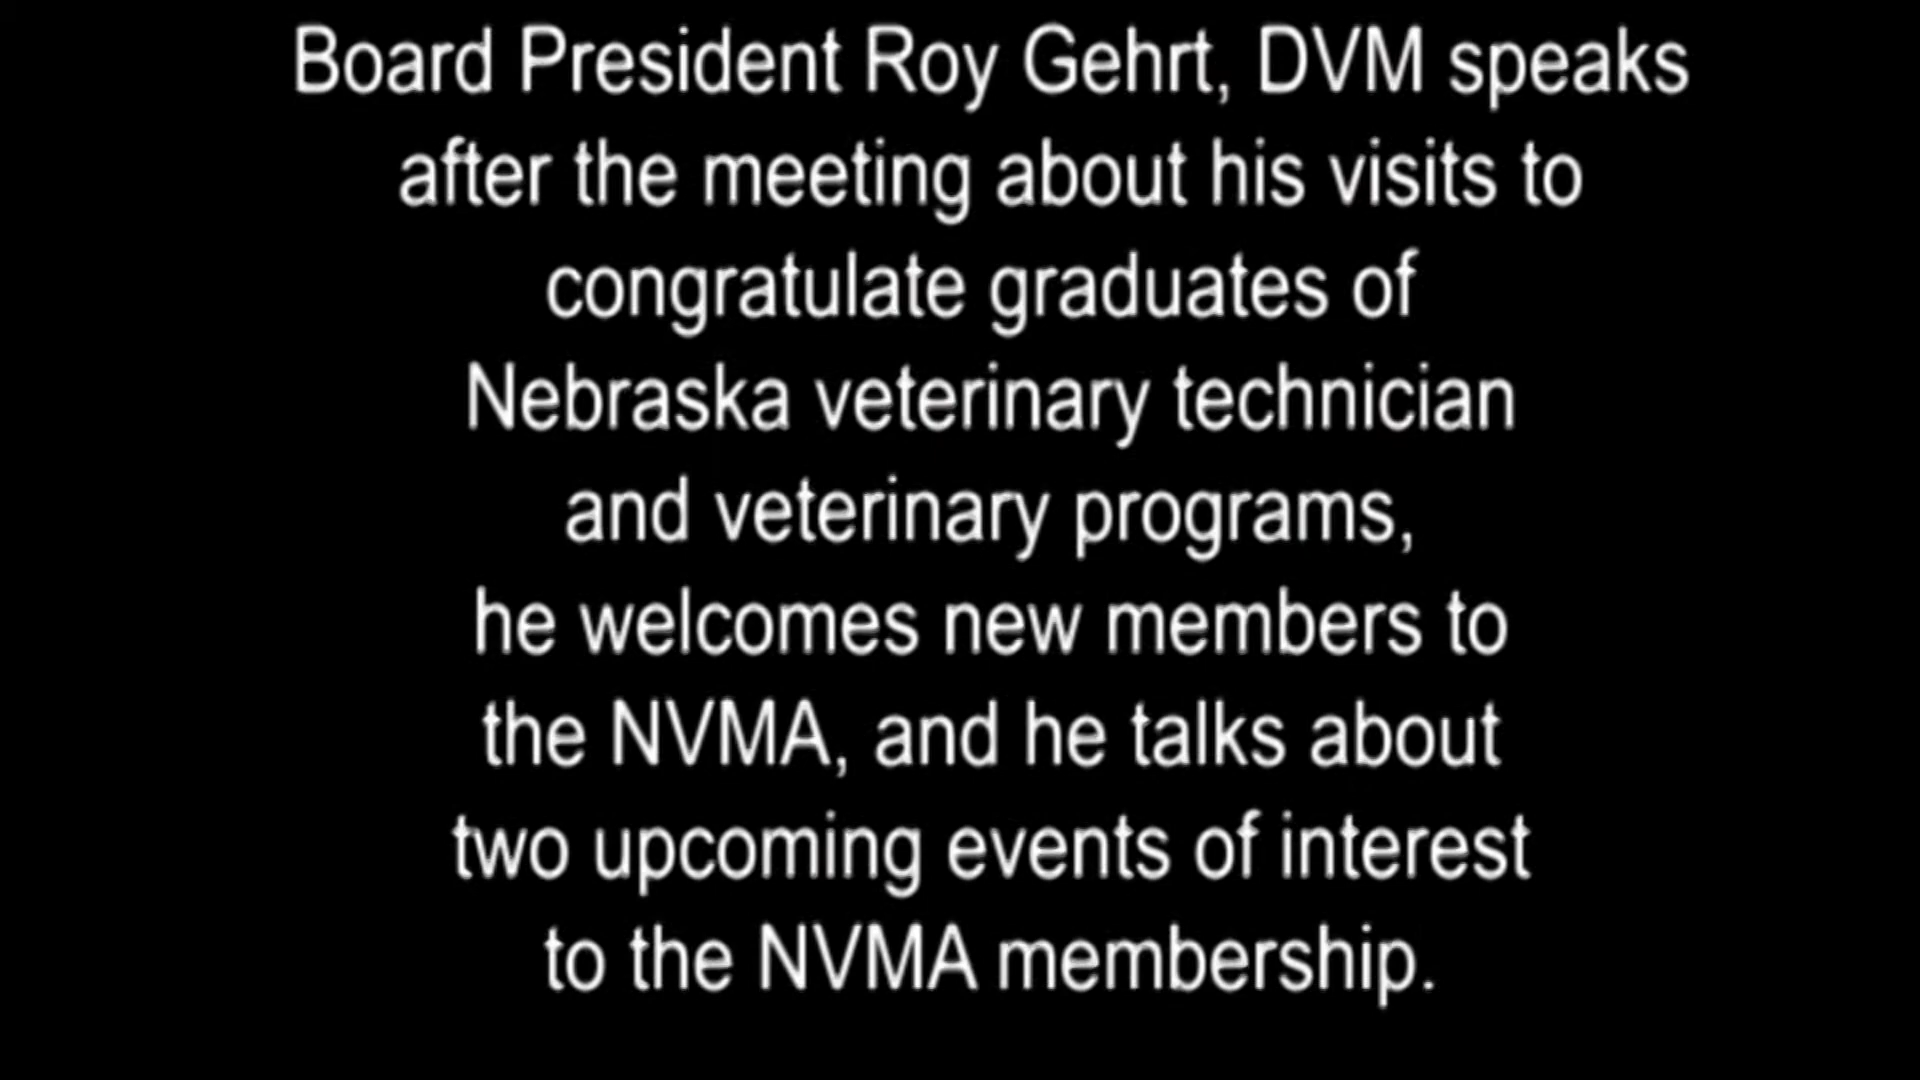 Board President Roy Gehrt, DVM speaks
after the meeting about his visits to
congratulate graduates of
Nebraska veterinary technician
and veterinary programs,
he welcomes new members to
the NVMA, and he talks about
two upcoming events of interest
to the NVMA membership.